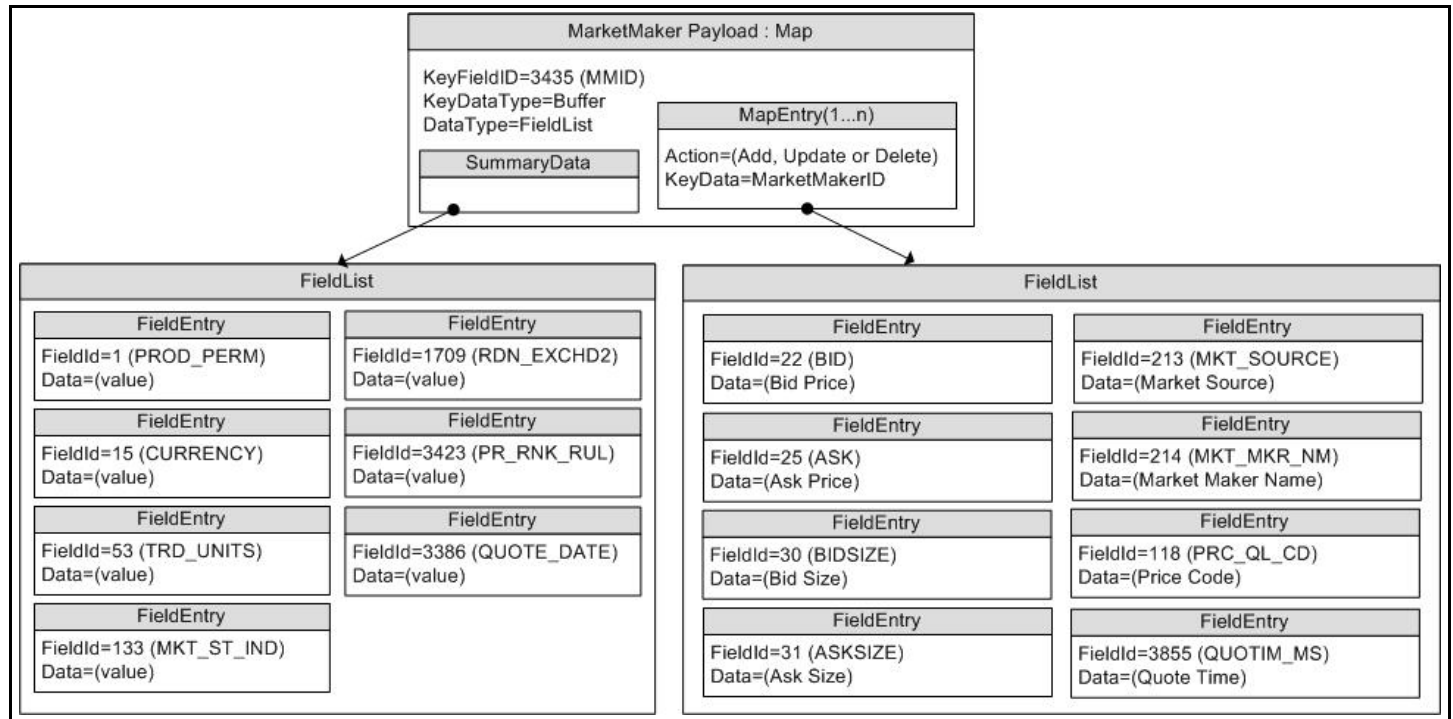 MarketMaker Payload : Map
KeyFieldID=3435 (MMID)
KeyDataType=Buffer
DataType=FieldList
SummaryData
MapEntry(1...n)
Action=(Add, Update or Delete)
KeyData=MarketMakerID
FieldList
FieldEntry
FieldId=1 (PROD_PERM)
Data=(value)
FieldEntry
FieldId=1709 (RDN_EXCHD2)
Data=(value)
FieldEntry
FieldId=15 (CURRENCY)
Data=(value)
FieldEntry
FieldId=3423 (PR_RNK_RUL)
Data=(value)
FieldEntry
FieldId=53 (TRD_UNITS)
Data=(value)
FieldEntry
FieldId=3386 (QUOTE_DATE)
Data=(value)
FieldEntry
FieldId=133 (MKT_ST_IND)
Data=(value)
FieldList
FieldEntry
FieldId=22 (BID)
Data=(Bid Price)
FieldEntry
FieldId=213 (MKT_SOURCE)
Data=(Market Source)
FieldEntry
FieldId=25 (ASK)
Data=(Ask Price)
FieldEntry
FieldId=214 (MKT_MKR_NM)
Data=(Market Maker Name)
FieldEntry
FieldId=30 (BIDSIZE)
Data=(Bid Size)
FieldEntry
FieldId=118 (PRC_QL_CD)
Data=(Price Code)
FieldEntry
FieldId=31 (ASKSIZE)
Data=(Ask Size)
FieldEntry
FieldId=3855 (QUOTIM_MS)
Data=(Quote Time)